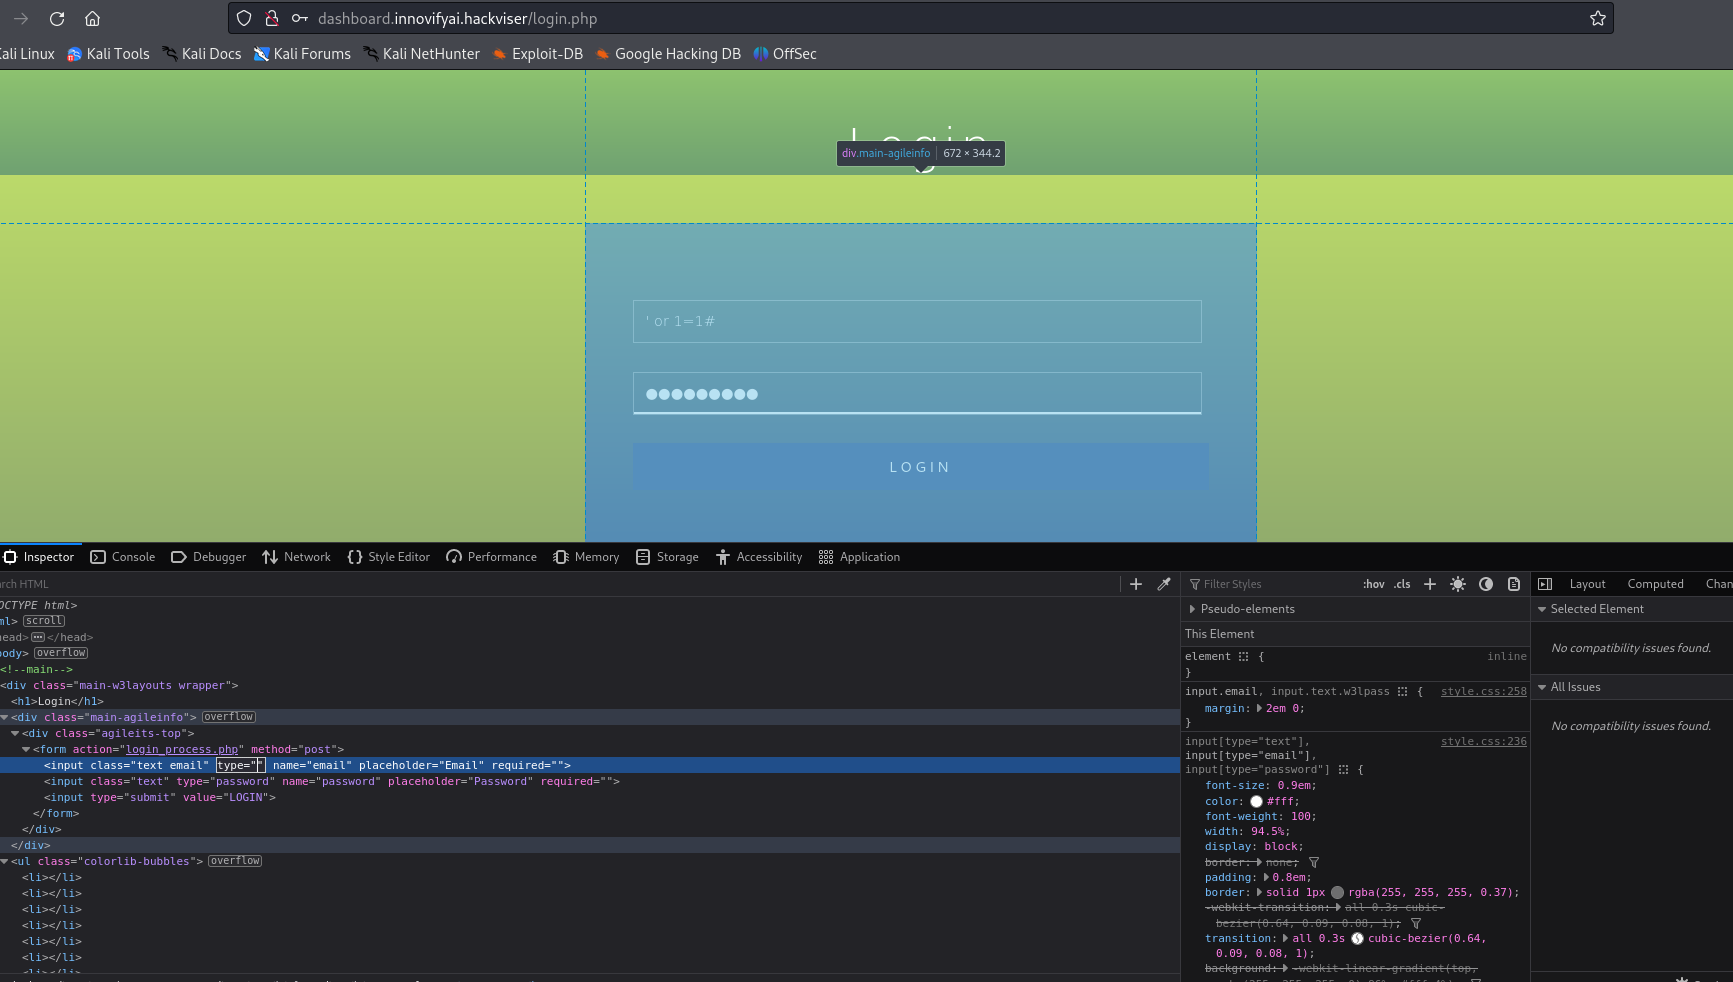 dashboard.innovifyai.hackviser/login.php
Kali Linux Kali Tools Kali Docs Kali Forums Kali NetHunter Exploit-DB Google Hacking DB OffSec
Login
div.main-agileinfo 672 × 344.2
' or 1=1#
LOGIN
Inspector Console Debugger Network Style Editor Performance Memory Storage Accessibility Application
rch HTML
OCTYPE html>
ml> scroll
head> ••• </head>
body> overflow
<!--main-->
<div class="main-w3layouts wrapper">
<h1>Login</h1>
<div class="main-agileinfo"> overflow
<div class="agileits-top">
<form action="login_process.php" method="post">
<input class="text email" type="" name="email" placeholder="Email" required="">
<input class="text" type="password" name="password" placeholder="Password" required="">
<input type="submit" value="LOGIN">
</form>
</div>
</div>
<ul class="colorlib-bubbles"> overflow
<li></li>
<li></li>
<li></li>
<li></li>
<li></li>
<li></li>
<li></li>
Filter Styles :hov .cls
Pseudo-elements
This Element
element { inline
}
input.email, input.text.w3lpass { style.css:258
margin: 2em 0;
}
input[type="text"], style.css:236
input[type="email"],
input[type="password"] {
font-size: 0.9em;
color: #fff;
font-weight: 100;
width: 94.5%;
display: block;
border: none;
padding: 0.8em;
border: solid 1px rgba(255, 255, 255, 0.37);
-webkit-transition: all 0.3s cubic-
bezier(0.64, 0.09, 0.08, 1);
transition: all 0.3s cubic-bezier(0.64,
0.09, 0.08, 1);
background: -webkit-linear-gradient(top,
Layout Computed Chan
Selected Element
No compatibility issues found.
All Issues
No compatibility issues found.